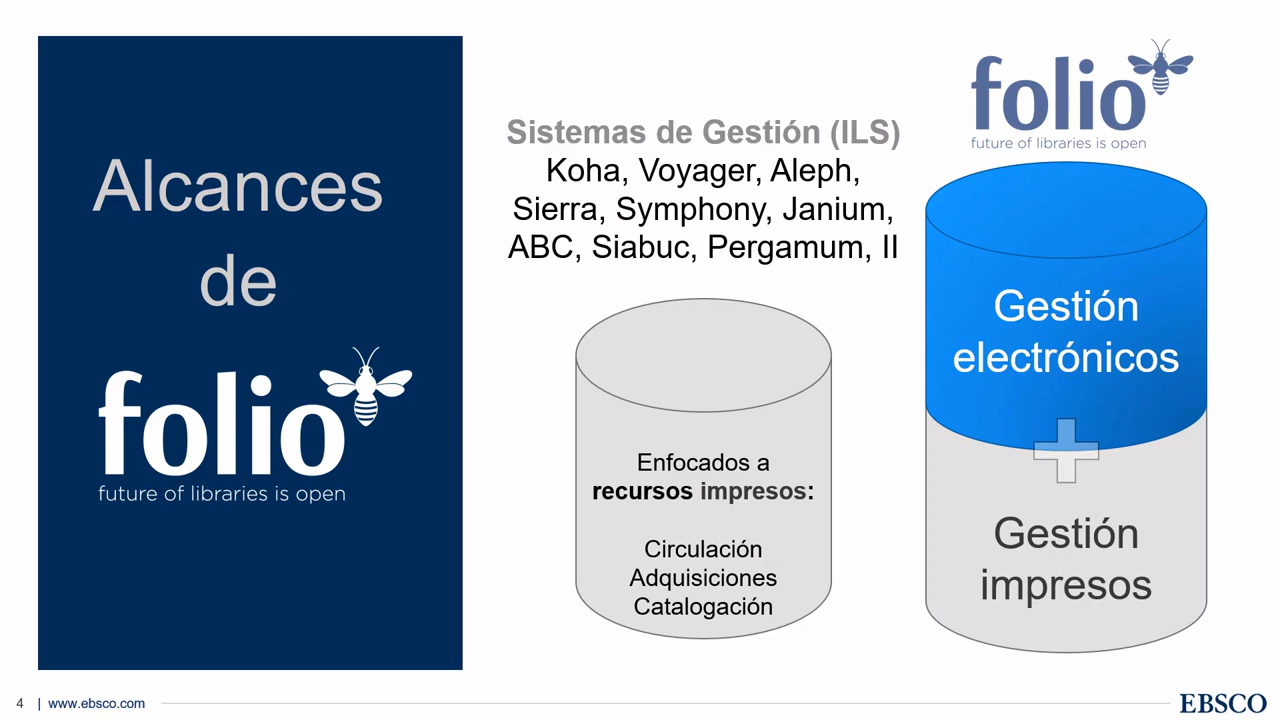 Alcances
de
folio
future of libraries is open
Sistemas de Gestión (ILS)
Koha, Voyager, Aleph,
Sierra, Symphony, Janium,
ABC, Siabuc, Pergamum, II
Enfocados a
recursos impresos:
Circulación
Adquisiciones
Catalogación
folio
future of libraries is open
Gestión
electrónicos
+
Gestión
impresos
4 | www.ebsco.com
EBSCO